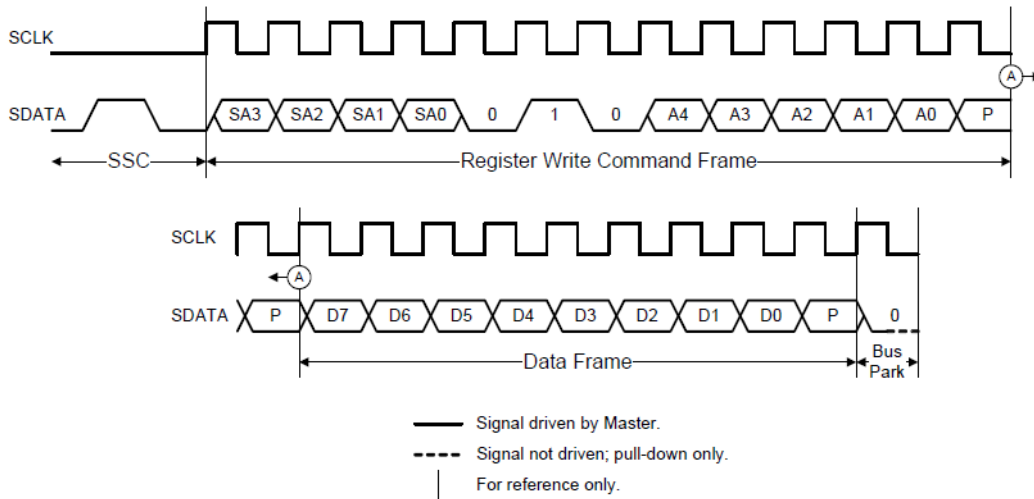 SCLK
A
SDATA SA3 SA2 SA1 SA0 0 1 0 A4 A3 A2 A1 A0 P
SSC Register Write Command Frame
SCLK
A
SDATA P D7 D6 D5 D4 D3 D2 D1 D0 P 0
Data Frame Bus
Park
Signal driven by Master.
Signal not driven; pull-down only.
For reference only.